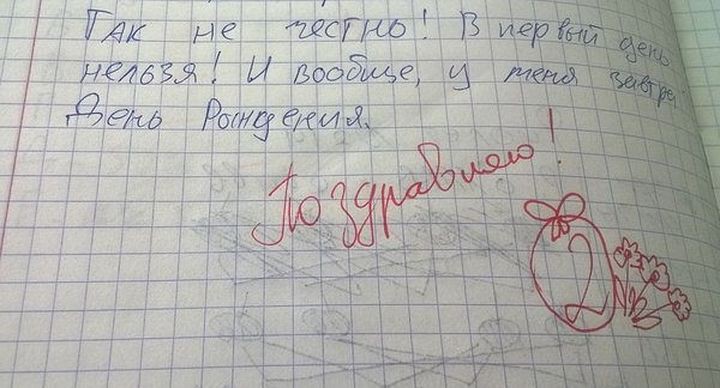 Так не честно! В первый день
нельзя! И вообще, у меня завтра
День Рождения.
Поздравляю!
2